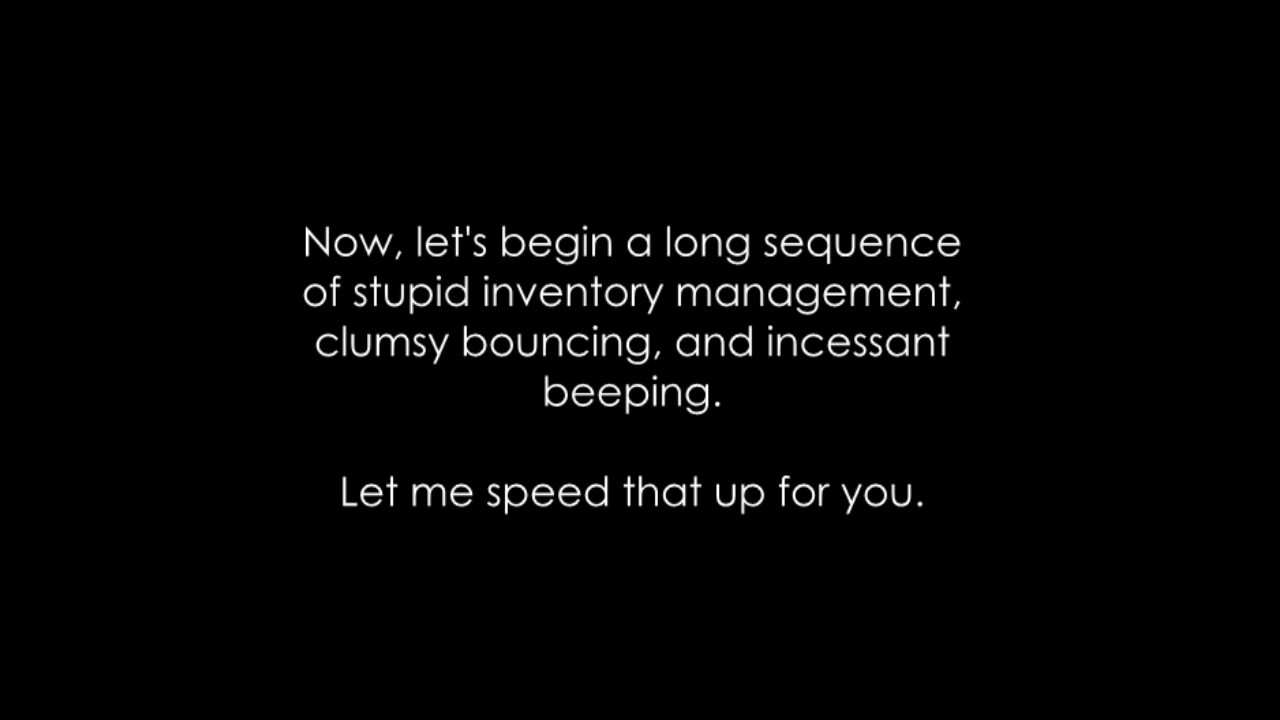 Now, let's begin a long sequence
of stupid inventory management,
clumsy bouncing, and incessant
beeping.
Let me speed that up for you.